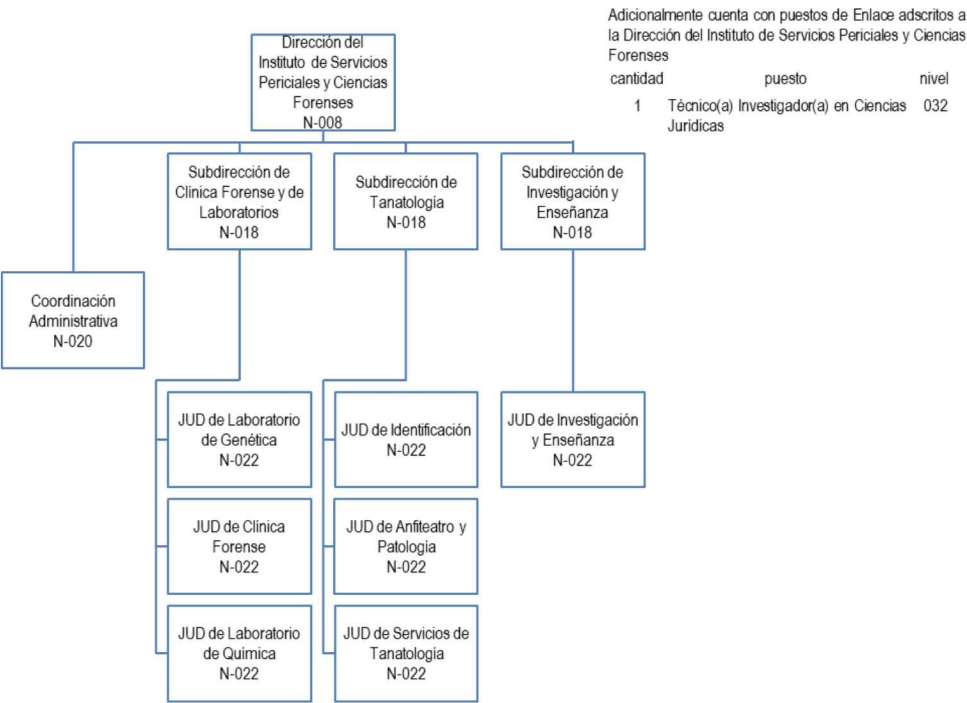 Adicionalmente cuenta con puestos de Enlace adscritos a
la Dirección del Instituto de Servicios Periciales y Ciencias
Forenses
cantidad puesto nivel
1 Técnico(a) Investigador(a) en Ciencias 032
Jurídicas
Dirección del
Instituto de Servicios
Periciales y Ciencias
Forenses
N-008
Subdirección de
Clínica Forense y de
Laboratorios
N-018
Subdirección de
Tanatología
N-018
Subdirección de
Investigación y
Enseñanza
N-018
Coordinación
Administrativa
N-020
JUD de Laboratorio
de Genética
N-022
JUD de Identificación
N-022
JUD de Investigación
y Enseñanza
N-022
JUD de Clínica
Forense
N-022
JUD de Anfiteatro y
Patología
N-022
JUD de Laboratorio
de Química
N-022
JUD de Servicios de
Tanatología
N-022